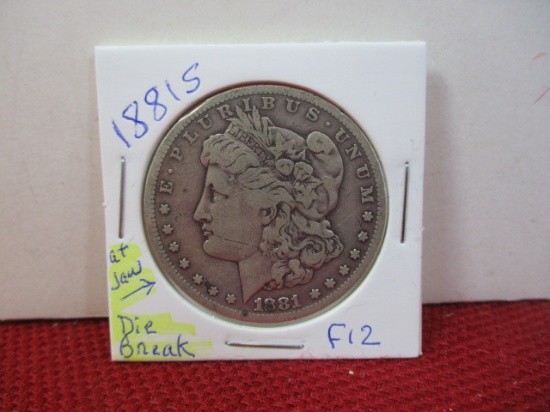 1881S
E · PLURIBUS · UNUM
LIBERTY
1881
at
jaw →
Die
Break
F12